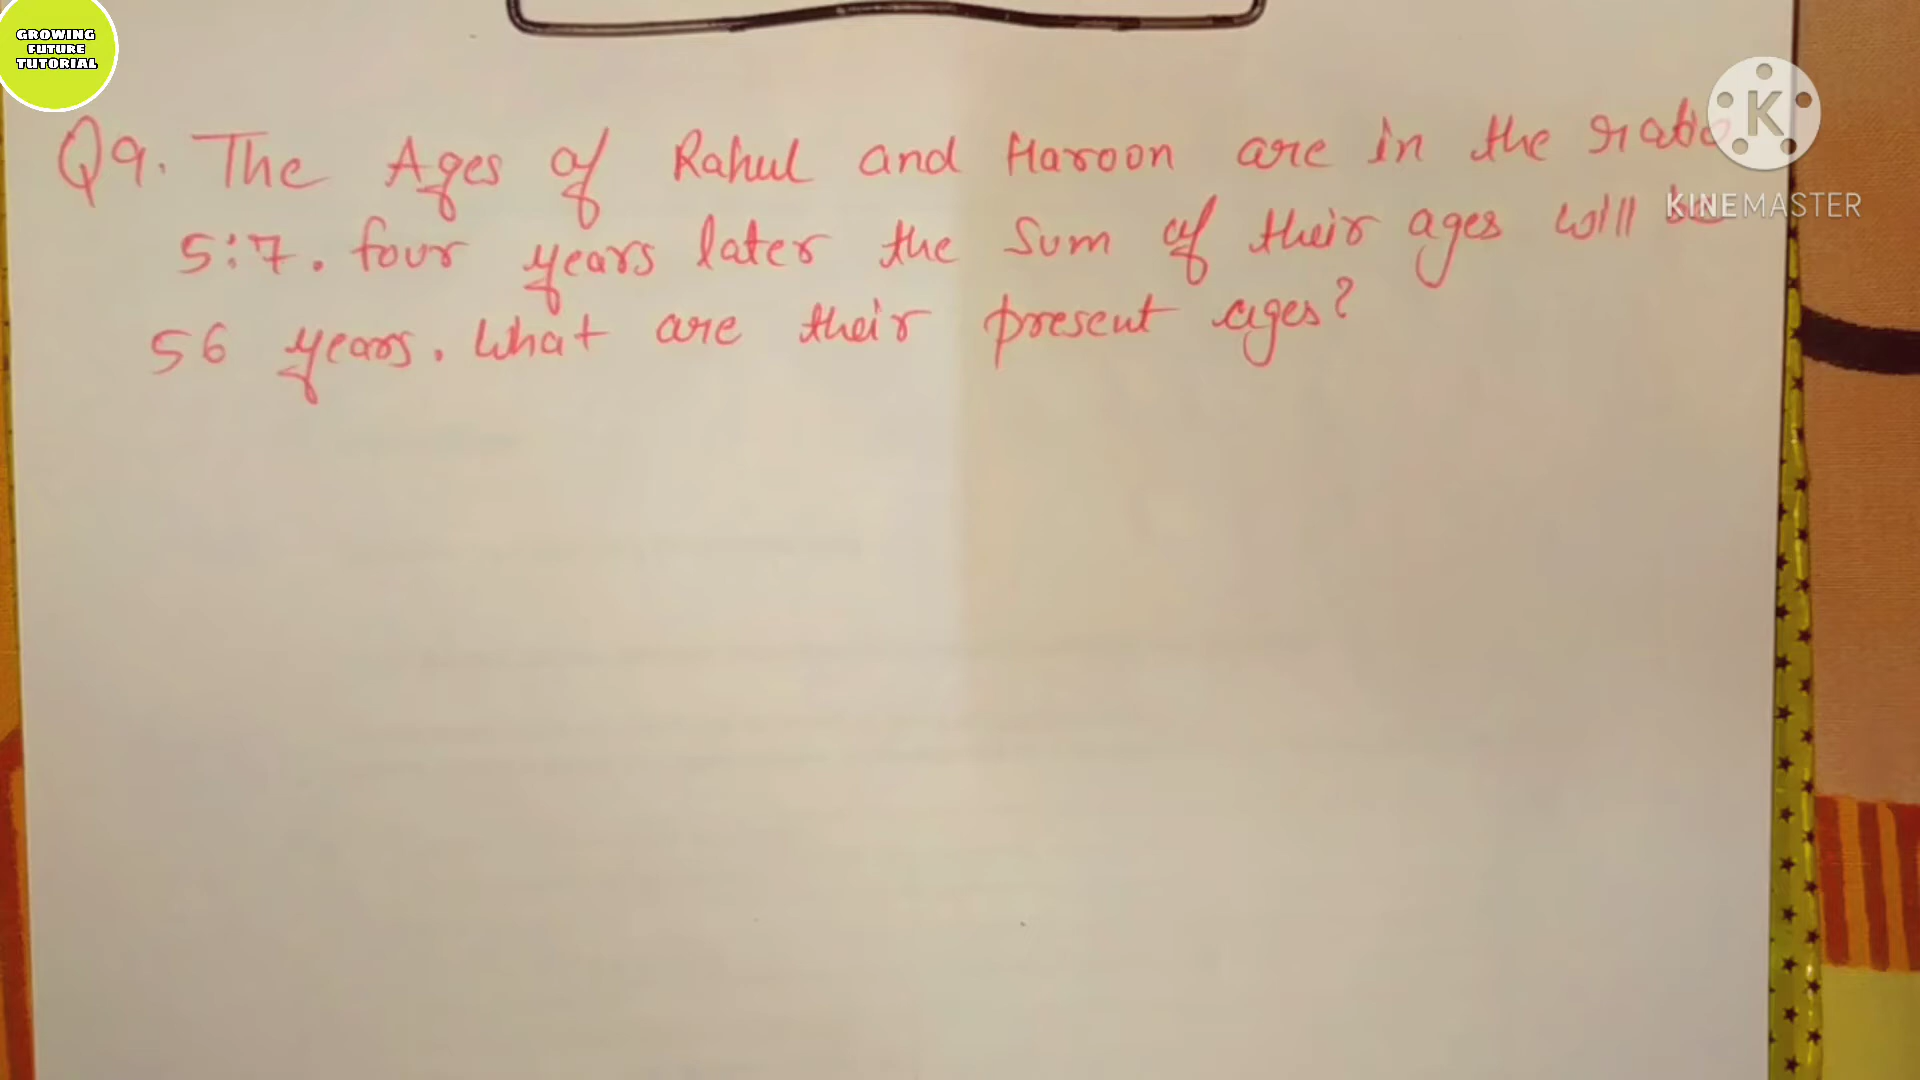 GROWING
FUTURE
TUTORIAL
Q9. The Ages of Rahul and Haroon are in the ratio
5:7. four years later the Sum of their ages will be
56 years. What are their present ages?
K
KINEMASTER